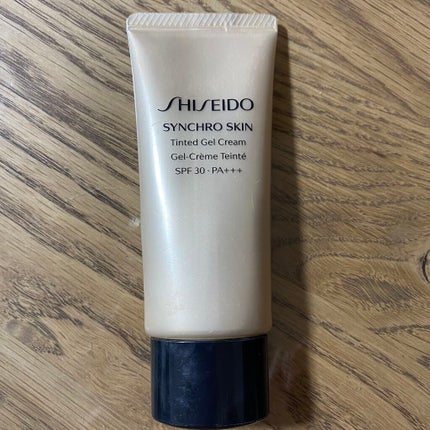 SHISEIDO
SYNCHRO SKIN
Tinted Gel Cream
Gel-Crème Teinté
SPF 30 · PA+++